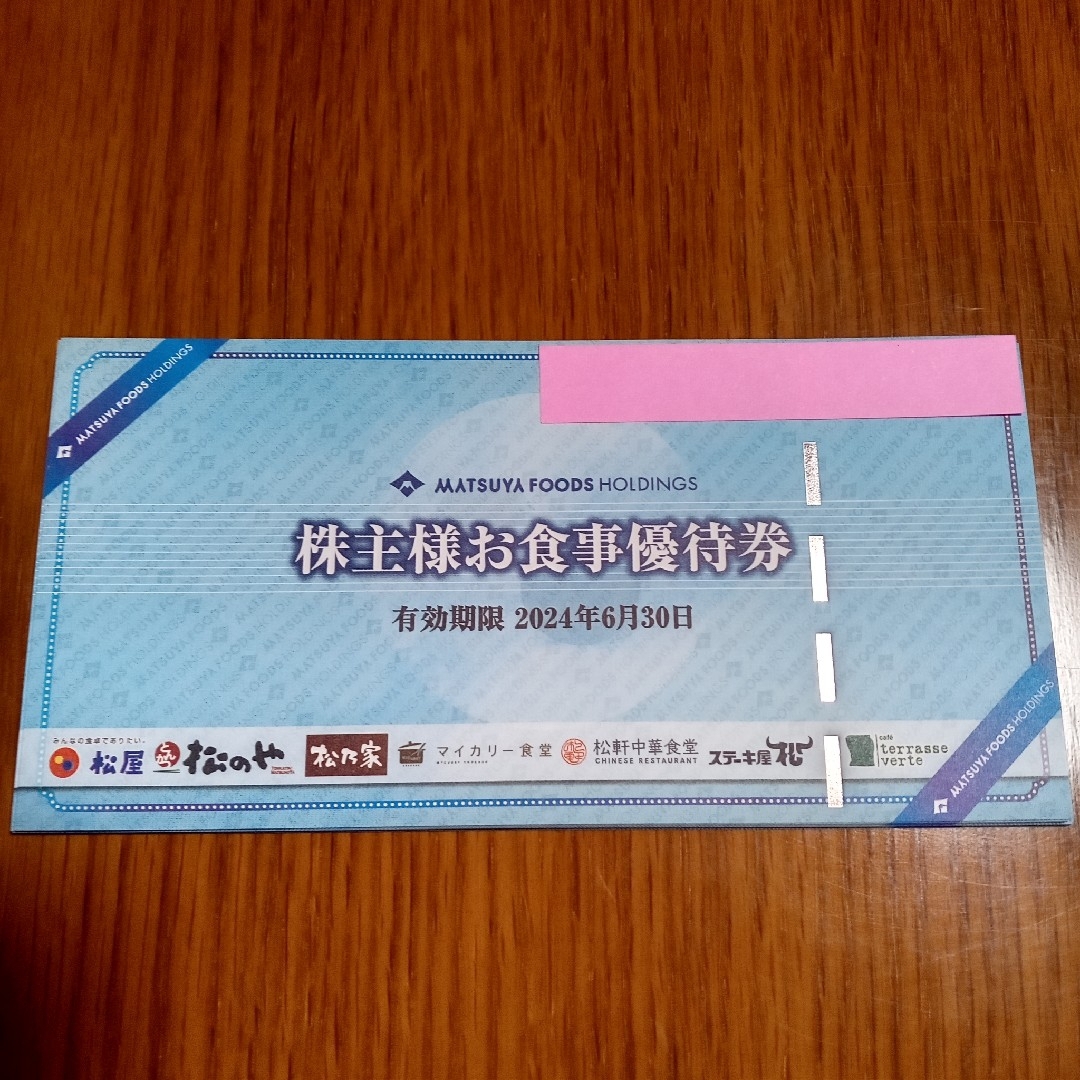 MATSUYA FOODS HOLDINGS
MATSUYA FOODS HOLDINGS
株主様お食事優待券
有効期限 2024年6月30日
みんなの食卓でありたい。
松屋
松のや
松乃家
マイカリー食堂
松軒中華食堂
CHINESE RESTAURANT
ステーキ屋松
café
terrasse
verte
MATSUYA FOODS HOLDINGS